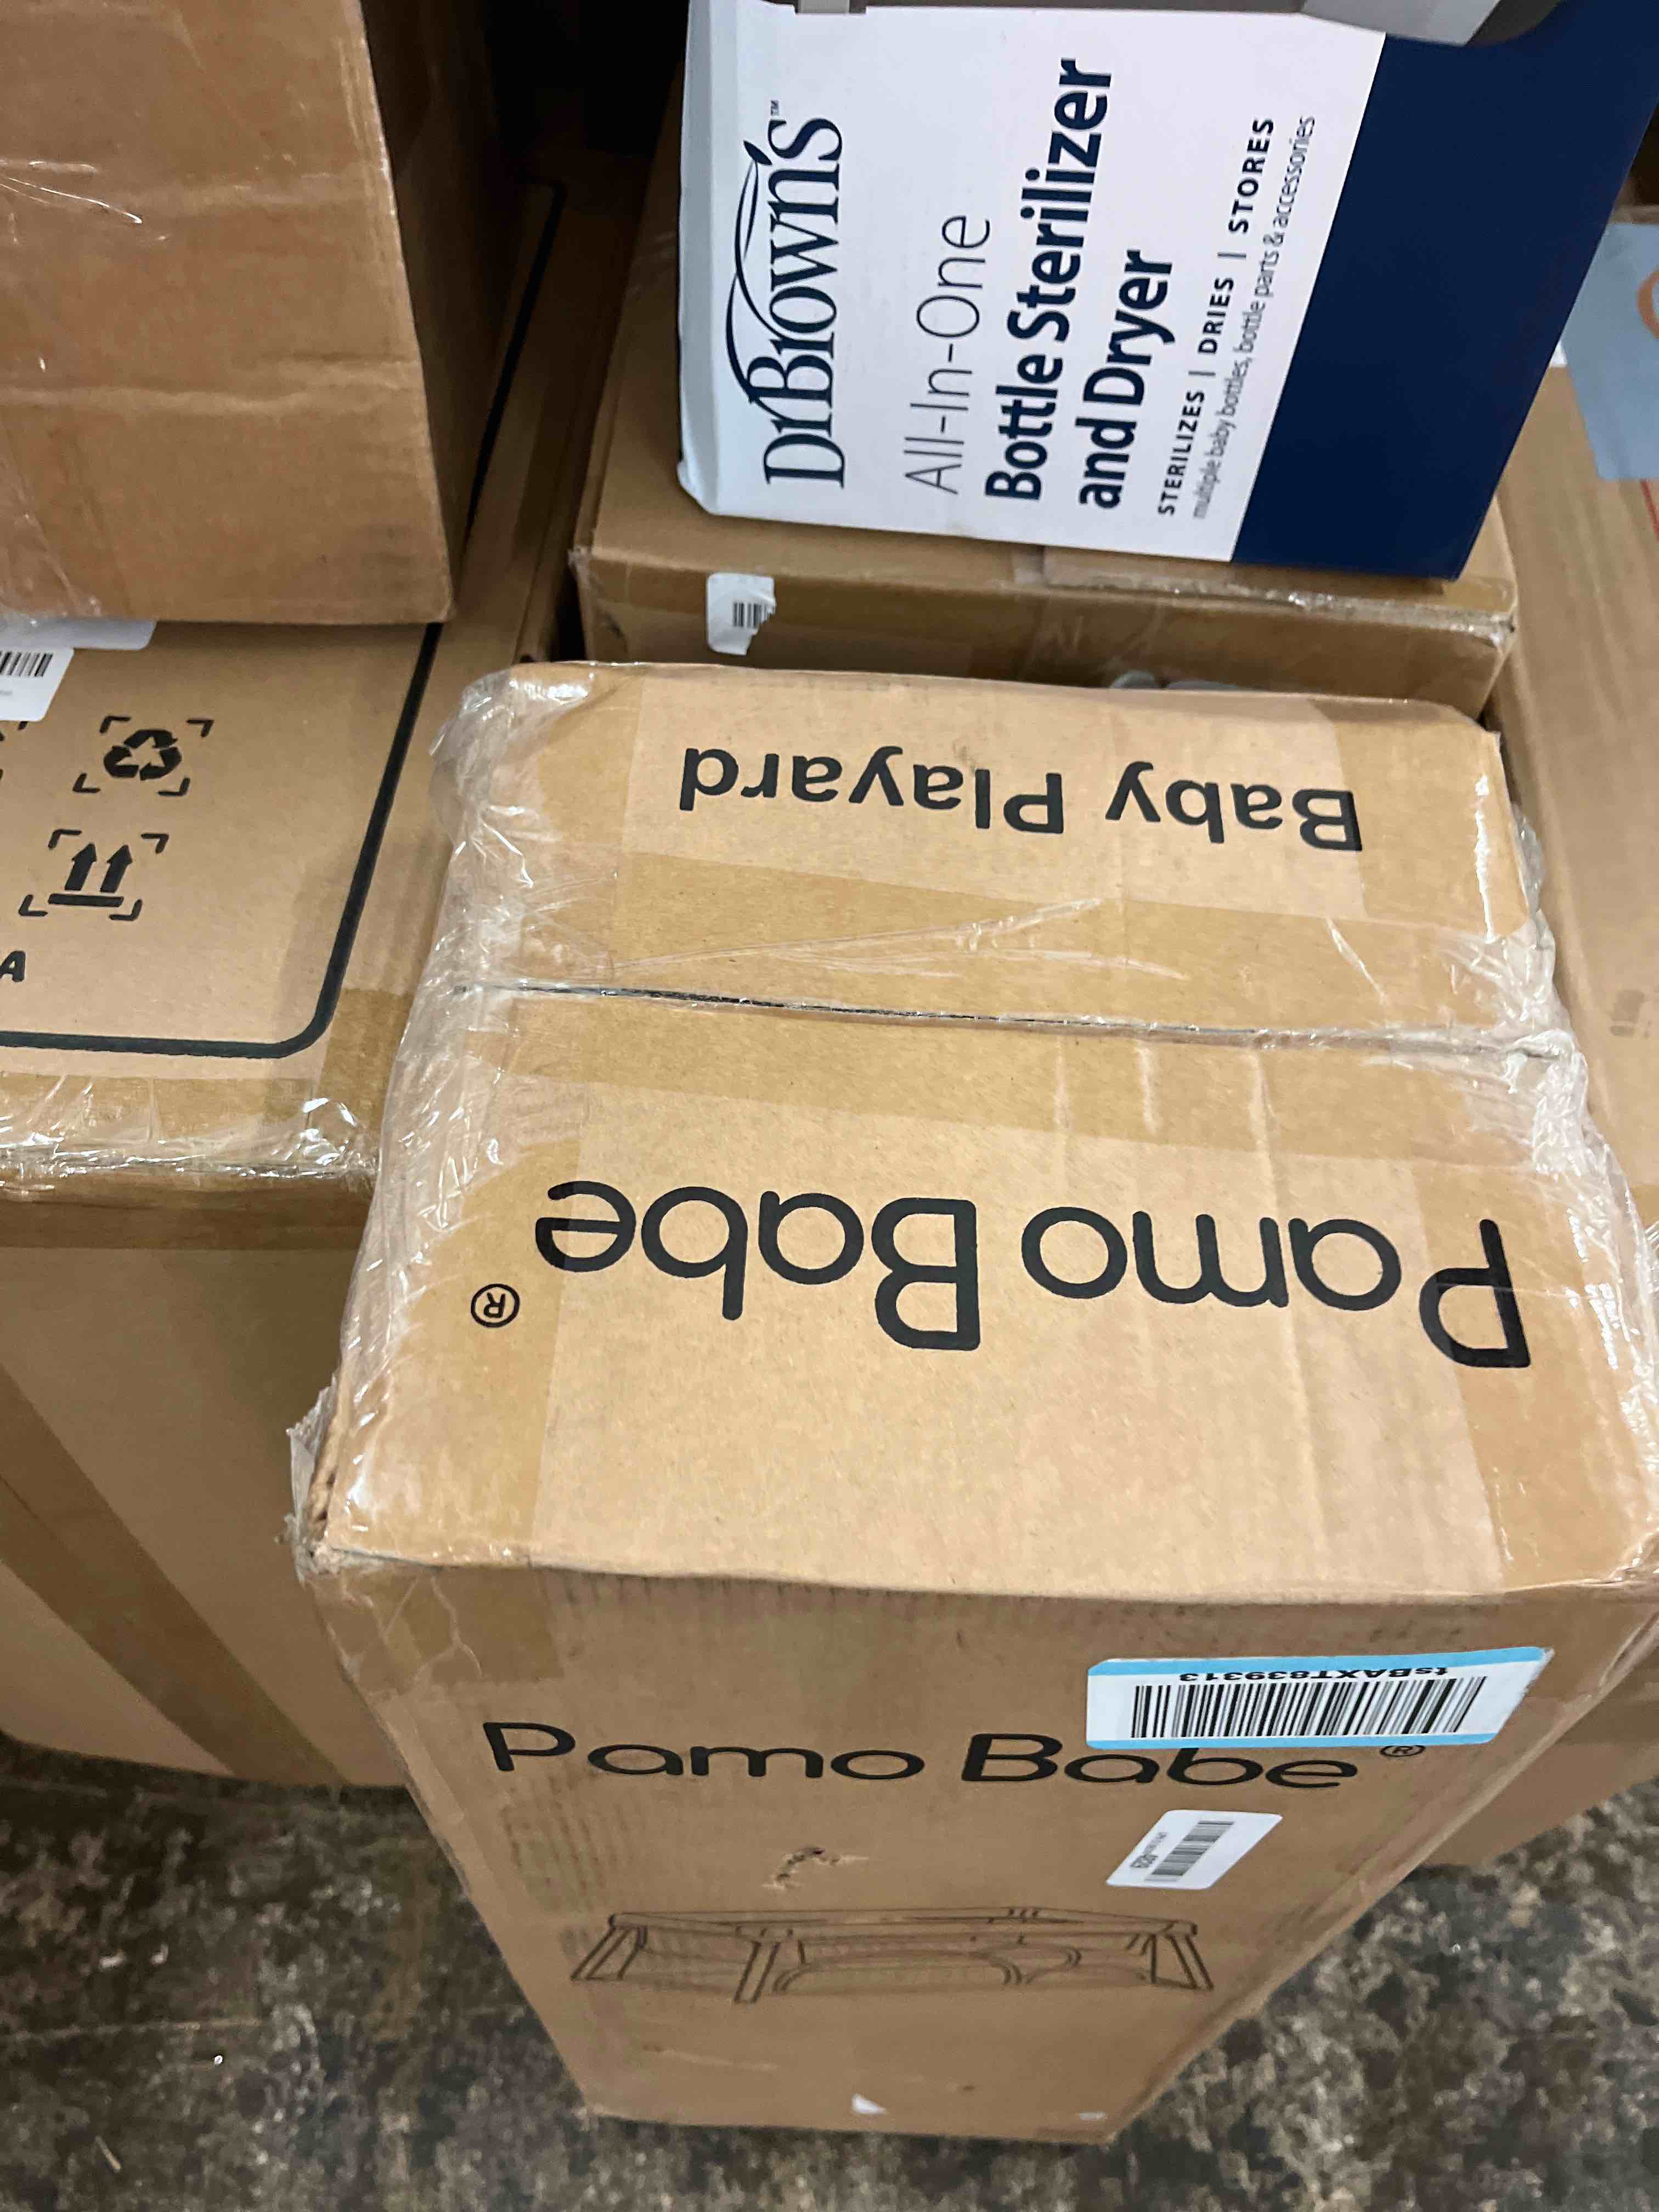 Dr Brown's™
All-In-One
Bottle Sterilizer
and Dryer
STERILIZES | DRIES | STORES
multiple baby bottles, bottle parts & accessories
Baby Playard
Pamo Babe®
tsBAXT839313
Pamo Babe®
A